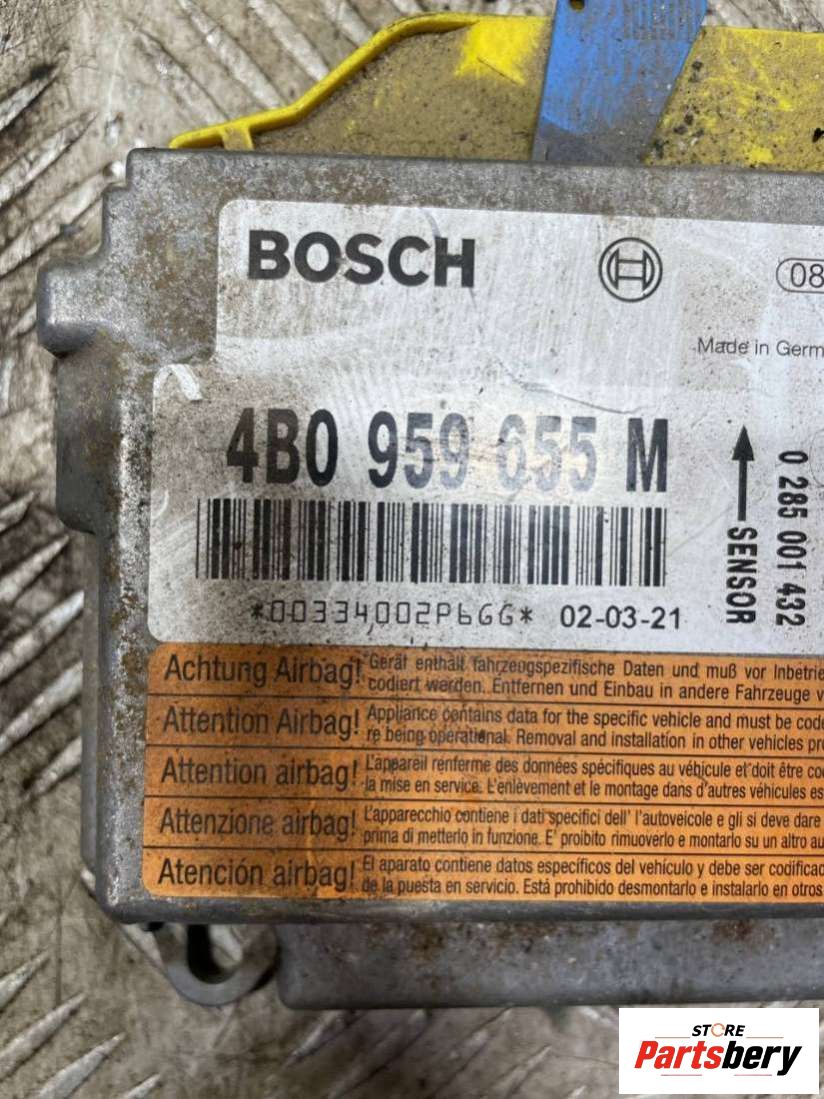 BOSCH
08
Made in Germ
4B0 959 655 M
SENSOR
0 285 001 432
*00334002P6GG* 02-03-21
Achtung Airbag! Gerät enthält fahrzeugspezifische Daten und muß vor Inbetrie
codiert werden. Entfernen und Einbau in andere Fahrzeuge v
Attention Airbag! Appliance contains data for the specific vehicle and must be code
re being operational. Removal and installation in other vehicles pro
Attention airbag! L'appareil renferme des données spécifiques au véhicule et doit être co
la mise en service. L'enlèvement et le montage dans d'autres véhicules es
Attenzione airbag! L'apparecchio contiene i dati specifici dell' l'autoveicole e gli si deve dare
prima di metterlo in funzione. E' proibito rimuoverlo e montarlo su un altro au
Atención airbag! El aparato contiene datos específicos del vehículo y debe ser codifica
de la puesta en servicio. Está prohibido desmontarlo e instalarlo en otros
STORE
Partsbery